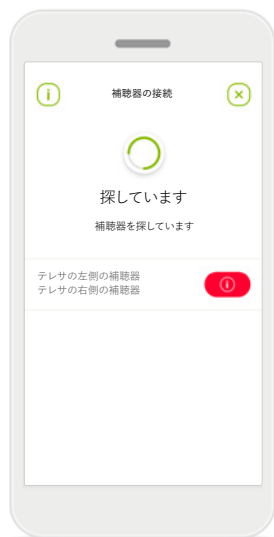 補聴器の接続
探しています
補聴器を探しています
テレサの左側の補聴器
テレサの右側の補聴器